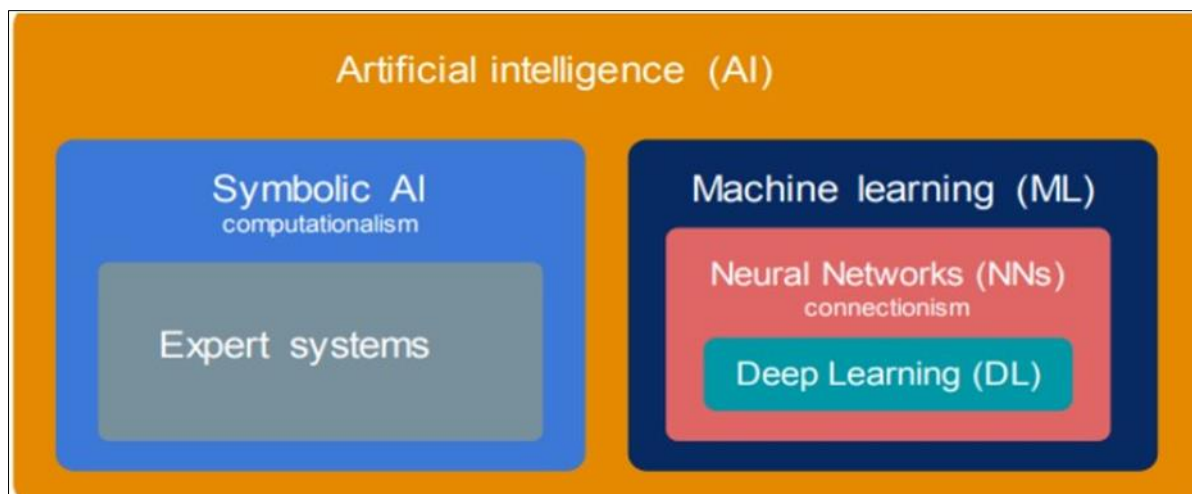 Artificial intelligence (AI)
Symbolic AI
computationalism
Expert systems
Machine learning (ML)
Neural Networks (NNs)
connectionism
Deep Learning (DL)